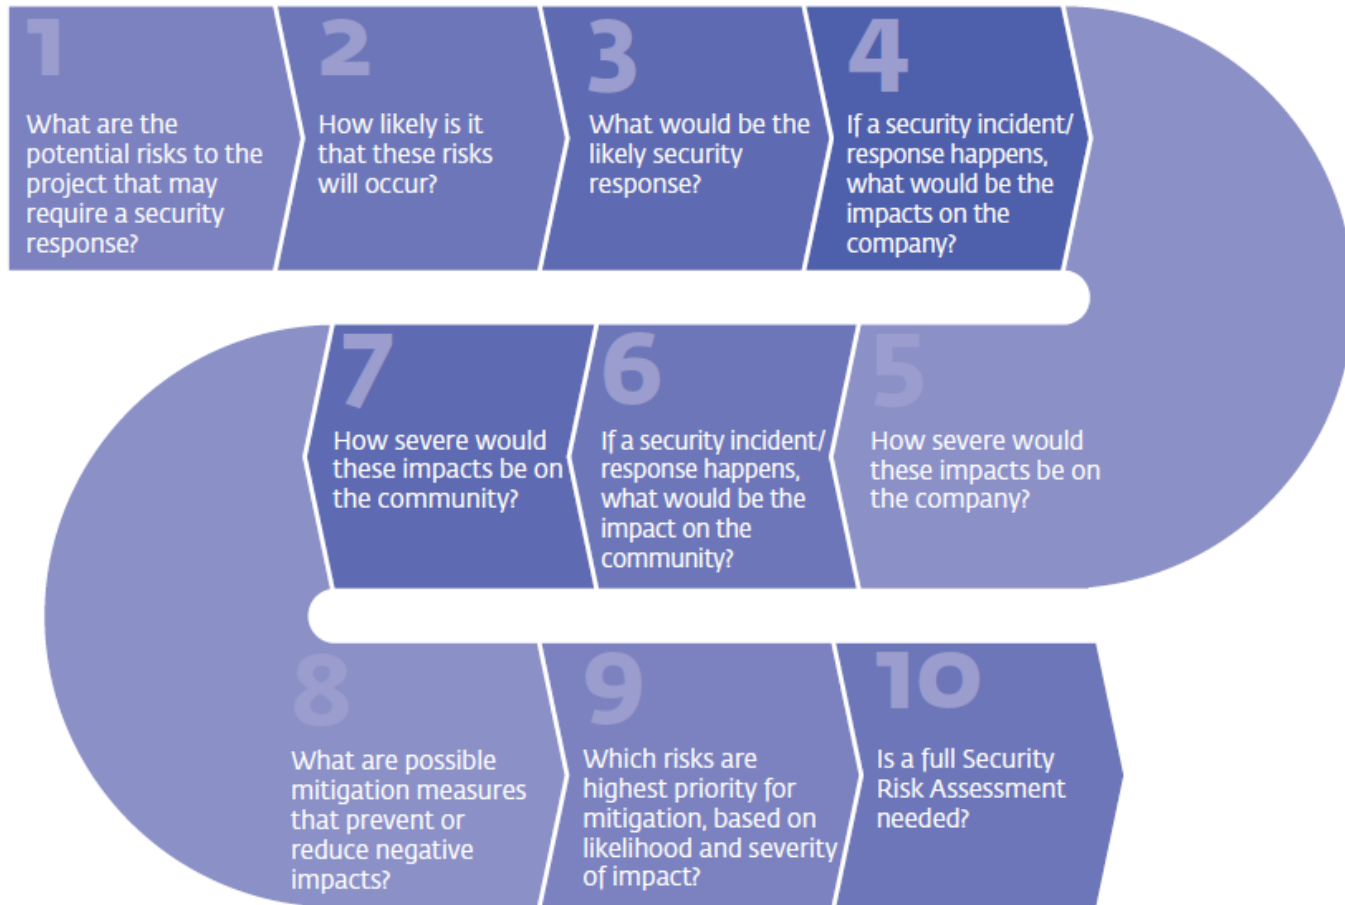 1
What are the
potential risks to the
project that may
require a security
response?
2
How likely is it
that these risks
will occur?
3
What would be the
likely security
response?
4
If a security incident/
response happens,
what would be the
impacts on the
company?
5
How severe would
these impacts be on
the company?
6
If a security incident/
response happens,
what would be the
impact on the
community?
7
How severe would
these impacts be on
the community?
8
What are possible
mitigation measures
that prevent or
reduce negative
impacts?
9
Which risks are
highest priority for
mitigation, based on
likelihood and severity
of impact?
10
Is a full Security
Risk Assessment
needed?